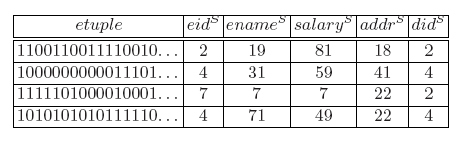 etuple eid^S ename^S salary^S addr^S did^S
1100110011110010... 2 19 81 18 2
1000000000011101... 4 31 59 41 4
1111101000010001... 7 7 7 22 2
1010101010111110... 4 71 49 22 4